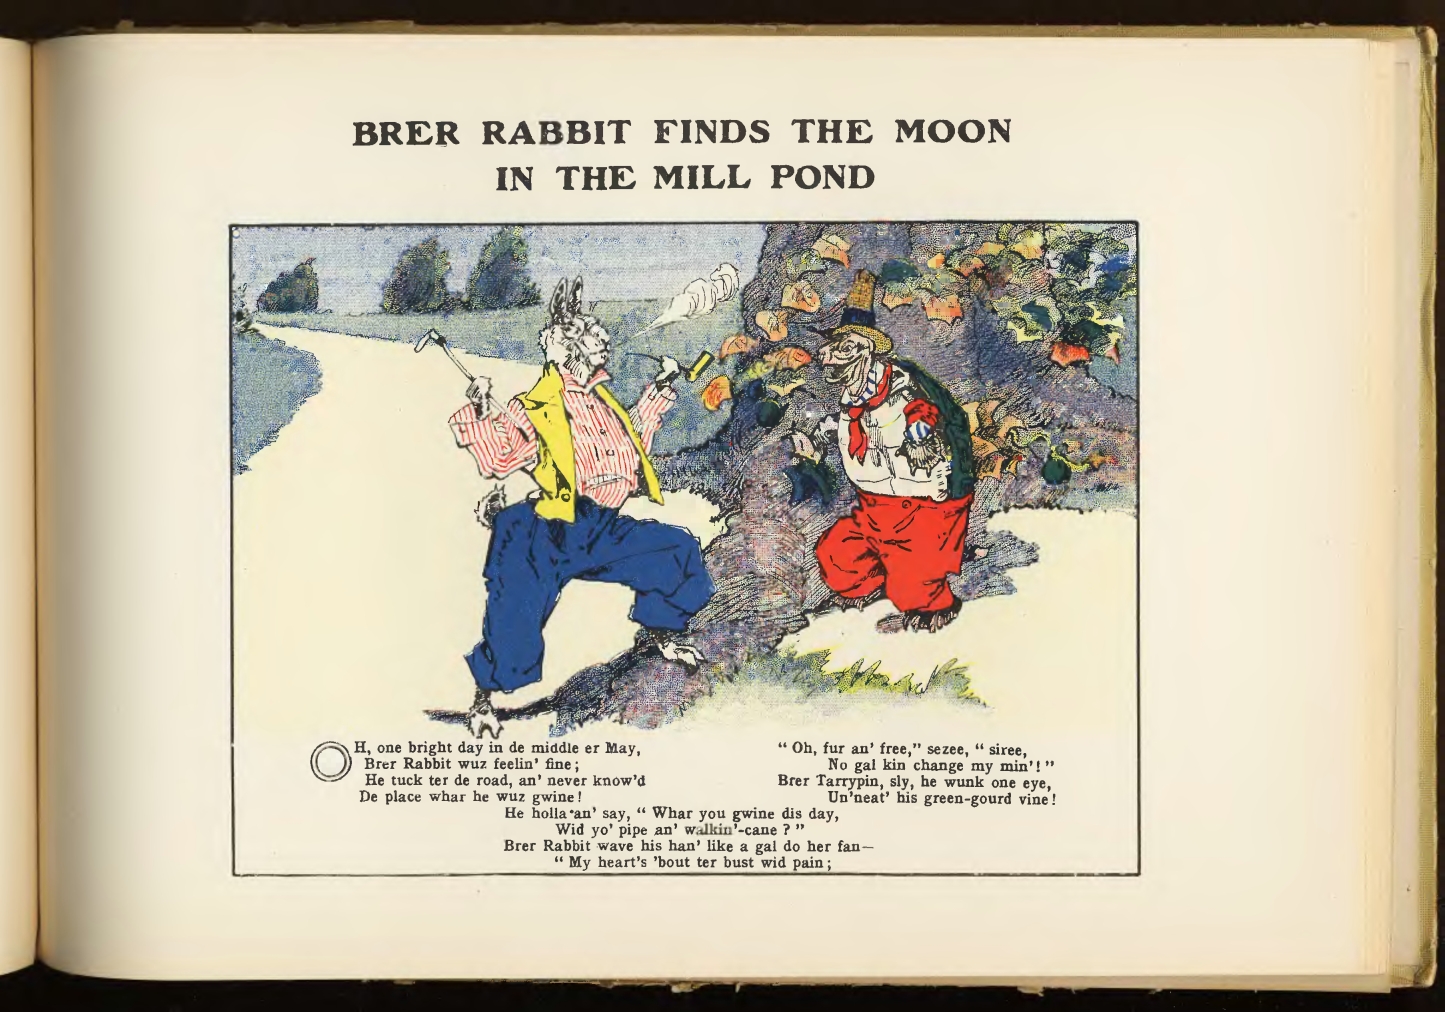 BRER RABBIT FINDS THE MOON
IN THE MILL POND
OH, one bright day in de middle er May,
Brer Rabbit wuz feelin' fine;
He tuck ter de road, an' never know'd
De place whar he wuz gwine!
"Oh, fur an' free," sezee, "siree,
No gal kin change my min'!"
Brer Tarrypin, sly, he wunk one eye,
Un'neat' his green-gourd vine!
He holla an' say, "Whar you gwine dis day,
Wid yo' pipe an' walkin'-cane?"
Brer Rabbit wave his han' like a gal do her fan—
"My heart's 'bout ter bust wid pain;